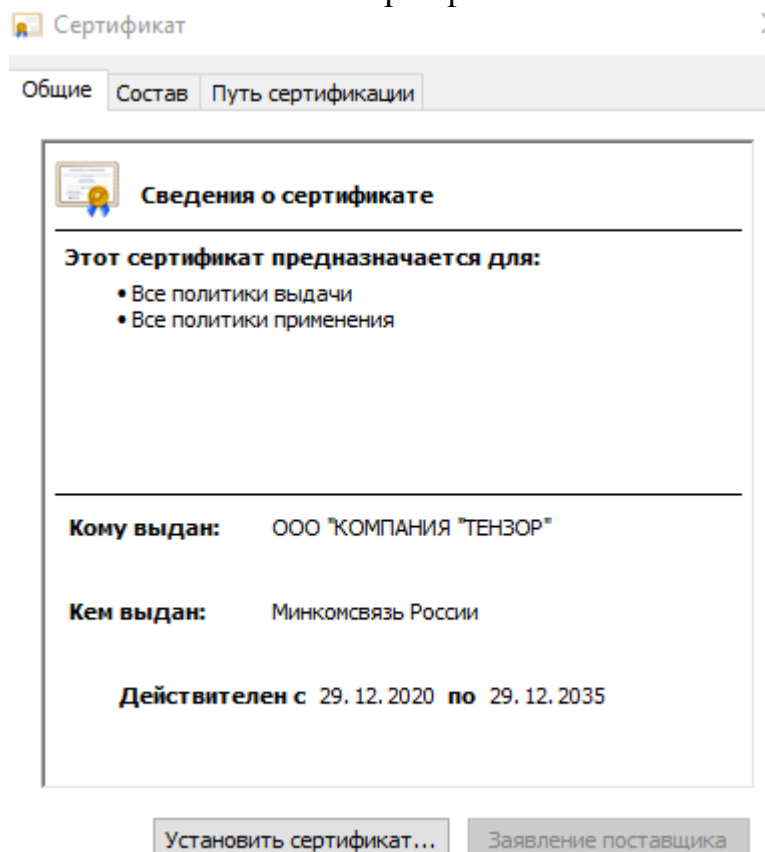 Сертификат
Общие Состав Путь сертификации
Сведения о сертификате
Этот сертификат предназначается для:
• Все политики выдачи
• Все политики применения
Кому выдан: ООО "КОМПАНИЯ "ТЕНЗОР"
Кем выдан: Минкомсвязь России
Действителен с 29.12.2020 по 29.12.2035
Установить сертификат... Заявление поставщика